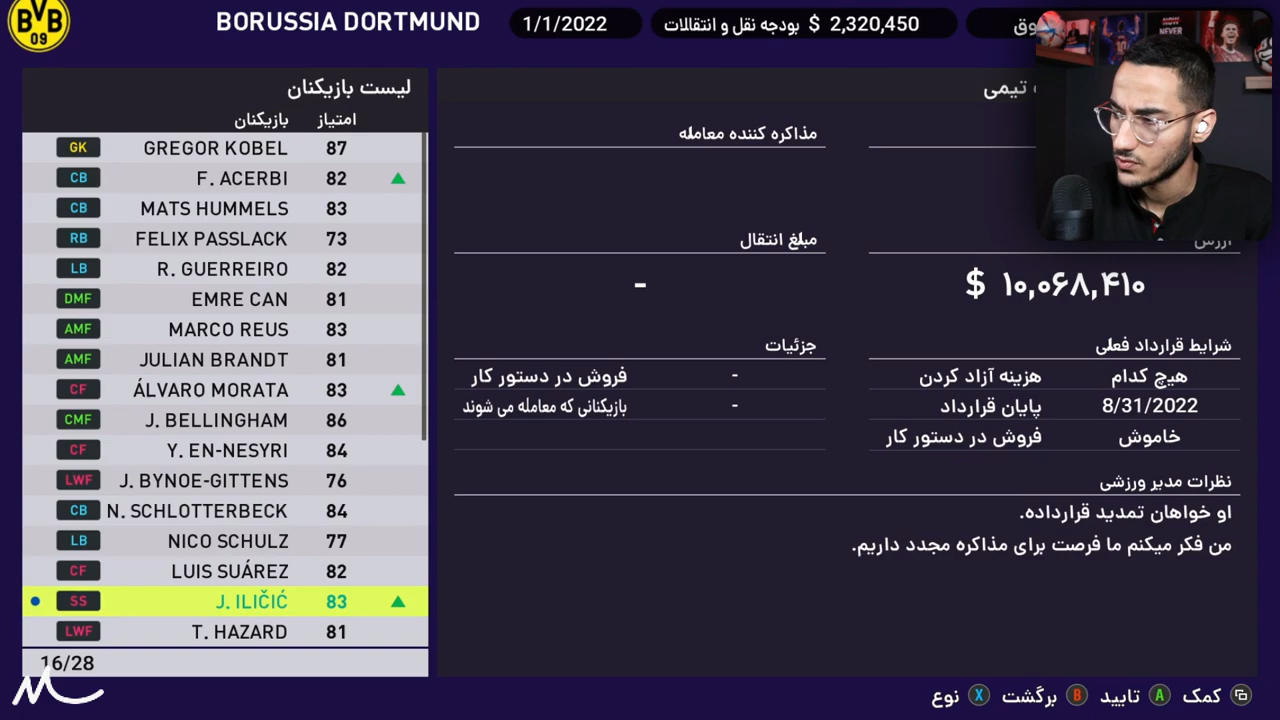 BVB
09
BORUSSIA DORTMUND
1/1/2022
بودجه نقل و انتقالات $ 2,320,450
NEVER
لیست بازیکنان
بازیکنان امتیاز
GK GREGOR KOBEL 87
CB F. ACERBI 82
CB MATS HUMMELS 83
RB FELIX PASSLACK 73
LB R. GUERREIRO 82
DMF EMRE CAN 81
AMF MARCO REUS 83
AMF JULIAN BRANDT 81
CF ÁLVARO MORATA 83
CMF J. BELLINGHAM 86
CF Y. EN-NESYRI 84
LWF J. BYNOE-GITTENS 76
CB N. SCHLOTTERBECK 84
LB NICO SCHULZ 77
CF LUIS SUÁREZ 82
SS J. ILIČIĆ 83
LWF T. HAZARD 81
16/28
تیمی
مذاکره کننده معامله
ارزش
$ ۱۰,۰۶۸,۴۱۰
مبلغ انتقال
-
شرایط قرارداد فعلی
هزینه آزاد کردن هیچ کدام
پایان قرارداد 8/31/2022
فروش در دستور کار خاموش
جزئیات
فروش در دستور کار -
بازیکنانی که معامله می شوند -
نظرات مدیر ورزشی
او خواهان تمدید قرارداده.
من فکر میکنم ما فرصت برای مذاکره مجدد داریم.
کمک A تایید B برگشت X نوع